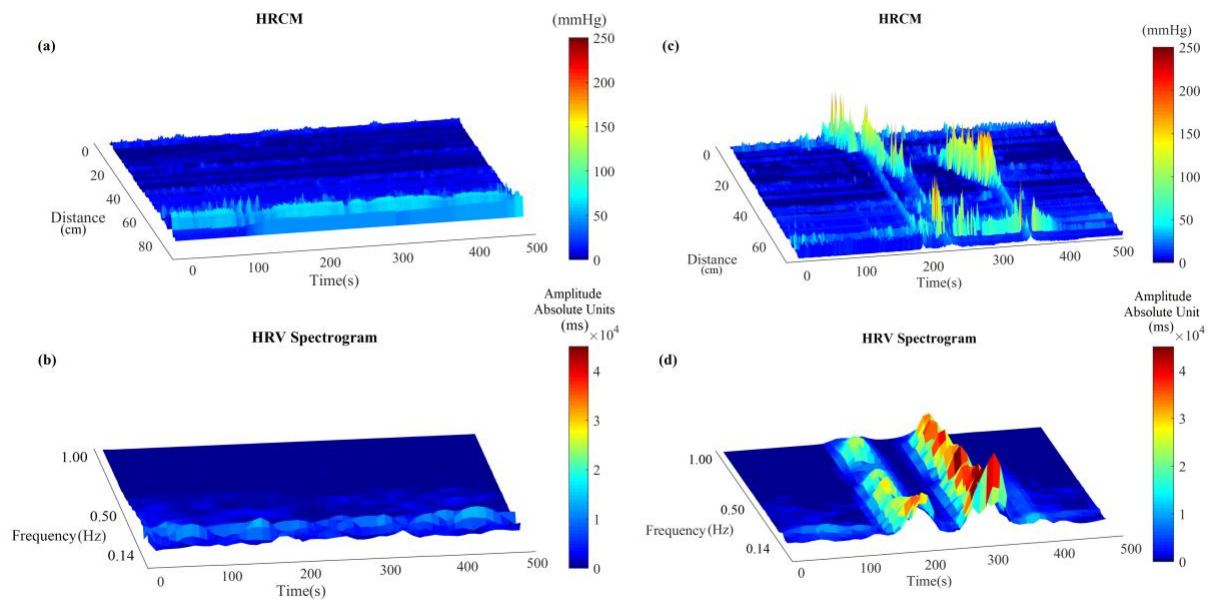 HRCM
(a)
(mmHg)
250
200
150
100
50
0
0
20
40
60
80
Distance
(cm)
0
100
200
300
400
500
Time(s)
HRCM
(c)
(mmHg)
250
200
150
100
50
0
0
20
40
60
Distance
(cm)
0
100
200
300
400
500
Time(s)
HRV Spectrogram
(b)
Amplitude
Absolute Units
(ms)
×10⁴
4
3
2
1
0
1.00
0.50
0.14
Frequency(Hz)
0
100
200
300
400
500
Time(s)
HRV Spectrogram
(d)
Amplitude
Absolute Unit
(ms)
×10⁴
4
3
2
1
0
1.00
0.50
0.14
Frequency(Hz)
0
100
200
300
400
500
Time(s)